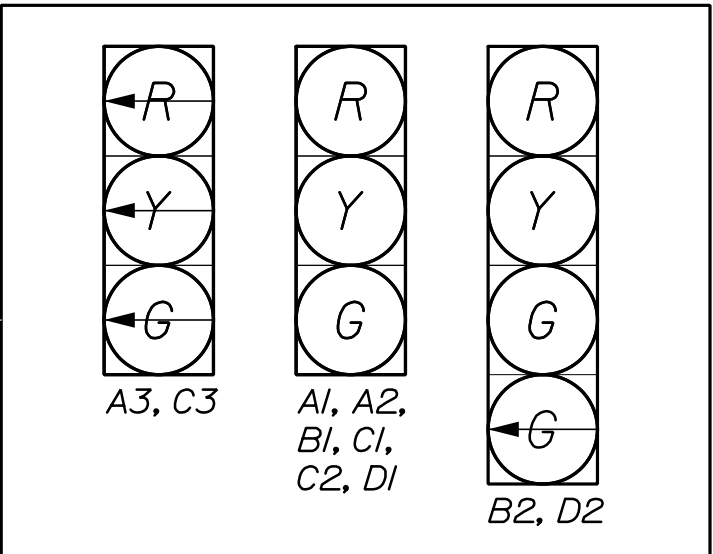 R
Y
G
A3, C3
R
Y
G
A1, A2,
B1, C1,
C2, D1
R
Y
G
G
B2, D2